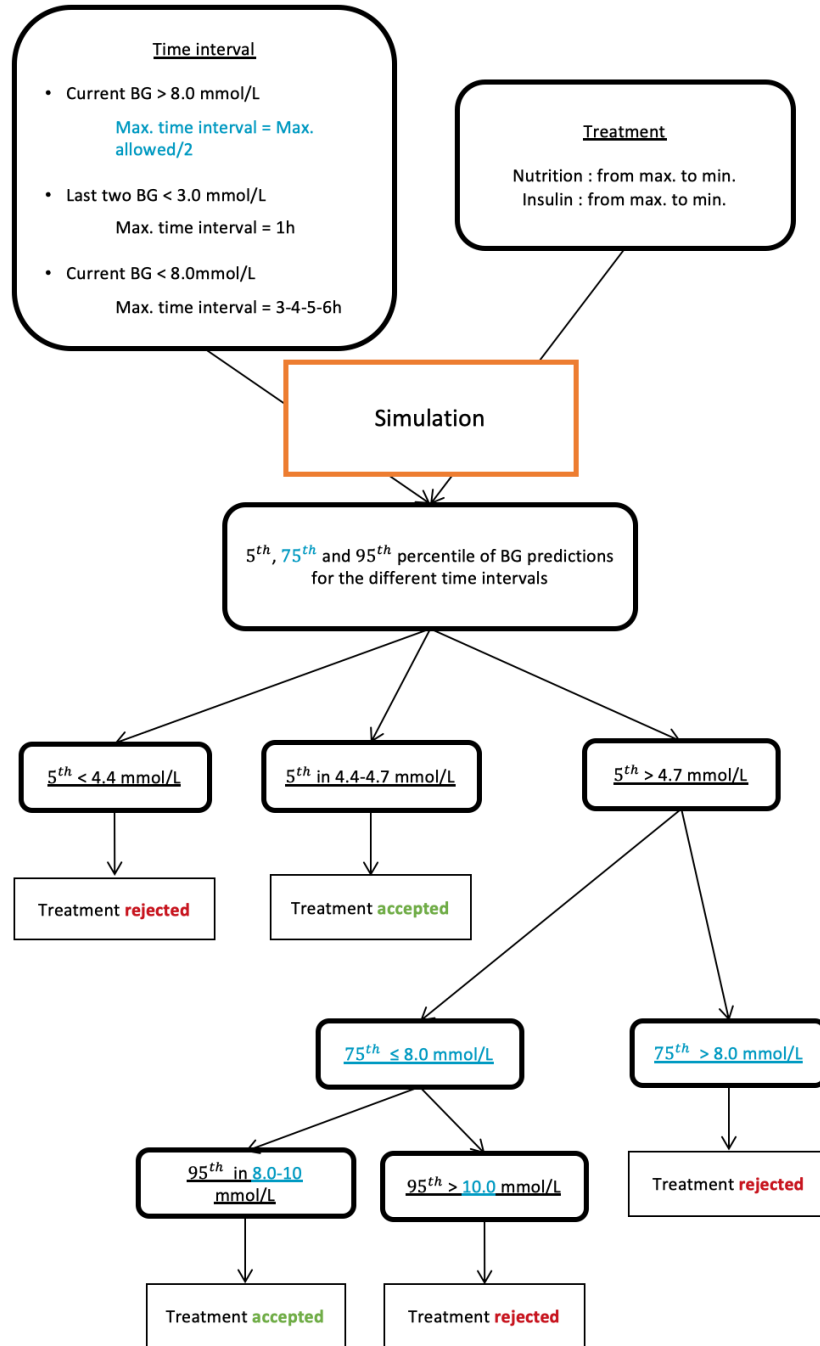 Time interval
• Current BG > 8.0 mmol/L
Max. time interval = Max.
allowed/2
• Last two BG < 3.0 mmol/L
Max. time interval = 1h
• Current BG < 8.0mmol/L
Max. time interval = 3-4-5-6h
Treatment
Nutrition : from max. to min.
Insulin : from max. to min.
Simulation
5th, 75th and 95th percentile of BG predictions
for the different time intervals
5th < 4.4 mmol/L
5th in 4.4-4.7 mmol/L
5th > 4.7 mmol/L
Treatment rejected
Treatment accepted
75th ≤ 8.0 mmol/L
75th > 8.0 mmol/L
95th in 8.0-10
mmol/L
95th > 10.0 mmol/L
Treatment rejected
Treatment accepted
Treatment rejected